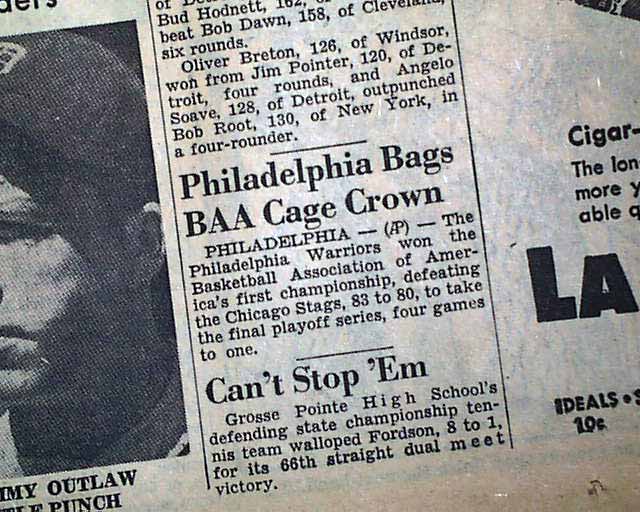 of
Bud Hodnett, 162,
beat Bob Dawn, 158, of Cleveland,
six rounds.
Oliver Breton, 126, of Windsor,
won from Jim Pointer, 120, of De-
troit, four rounds, and Angelo
Soave, 128, of Detroit, outpunched
Bob Root, 130, of New York, in
a four-rounder.
Philadelphia Bags
BAA Cage Crown
PHILADELPHIA — (AP) — The
Philadelphia Warriors won the
Basketball Association of Amer-
ica's first championship, defeating
the Chicago Stags, 83 to 80, to take
the final playoff series, four games
to one.
Can't Stop 'Em
Grosse Pointe High School's
defending state championship ten-
nis team walloped Fordson, 8 to 1,
for its 66th straight dual meet
victory.
MY OUTLAW
PUNCH
Cigar-
The lon
more y
able q
LA
IDEALS • S
10c